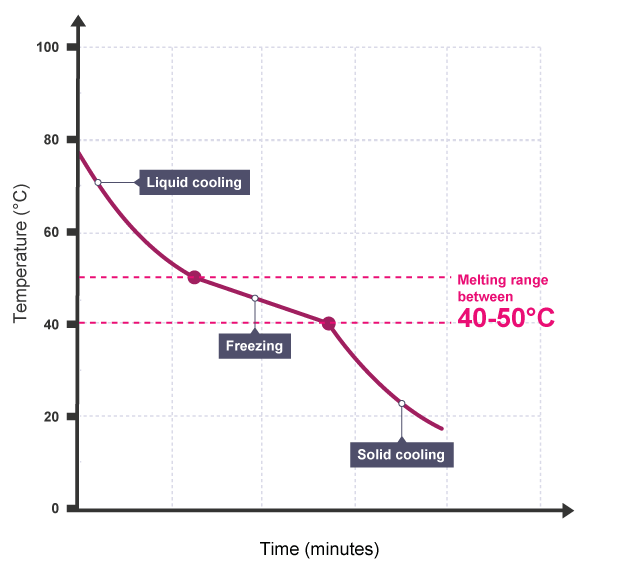 100
80
60
40
20
0
Temperature (°C)
Liquid cooling
Melting range
between
40-50°C
Freezing
Solid cooling
Time (minutes)